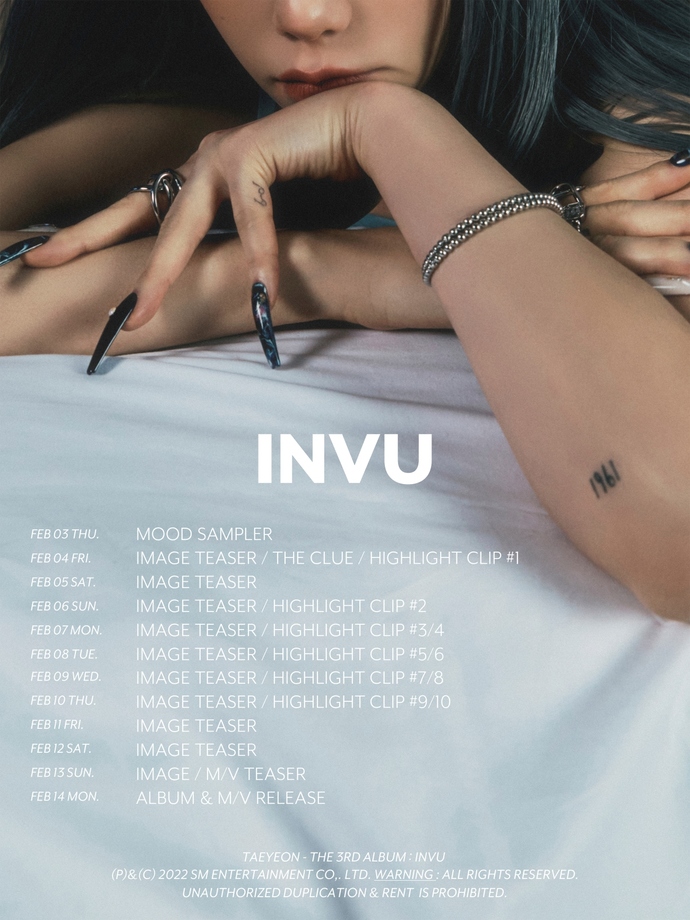 1961
INVU
FEB 03 THU. MOOD SAMPLER
FEB 04 FRI. IMAGE TEASER / THE CLUE / HIGHLIGHT CLIP #1
FEB 05 SAT. IMAGE TEASER
FEB 06 SUN. IMAGE TEASER / HIGHLIGHT CLIP #2
FEB 07 MON. IMAGE TEASER / HIGHLIGHT CLIP #3/4
FEB 08 TUE. IMAGE TEASER / HIGHLIGHT CLIP #5/6
FEB 09 WED. IMAGE TEASER / HIGHLIGHT CLIP #7/8
FEB 10 THU. IMAGE TEASER / HIGHLIGHT CLIP #9/10
FEB 11 FRI. IMAGE TEASER
FEB 12 SAT. IMAGE TEASER
FEB 13 SUN. IMAGE / M/V TEASER
FEB 14 MON. ALBUM & M/V RELEASE
TAEYEON - THE 3RD ALBUM : INVU
(P)&(C) 2022 SM ENTERTAINMENT CO,. LTD. WARNING : ALL RIGHTS RESERVED.
UNAUTHORIZED DUPLICATION & RENT IS PROHIBITED.